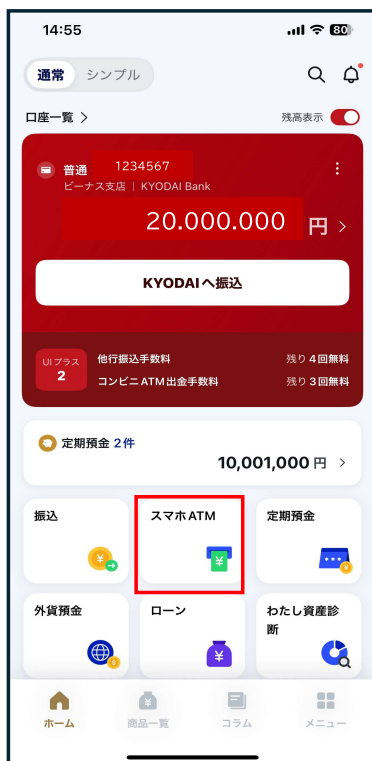 14:55
80
通常 シンプル
口座一覧 >
残高表示
普通 1234567
ビーナス支店 | KYODAI Bank
20.000.000 円 >
KYODAIへ振込
UIプラス
2
他行振込手数料 残り4回無料
コンビニATM出金手数料 残り3回無料
定期預金 2件
10,001,000 円 >
振込
スマホATM
定期預金
外貨預金
ローン
わたし資産診
断
ホーム
商品一覧
コラム
メニュー